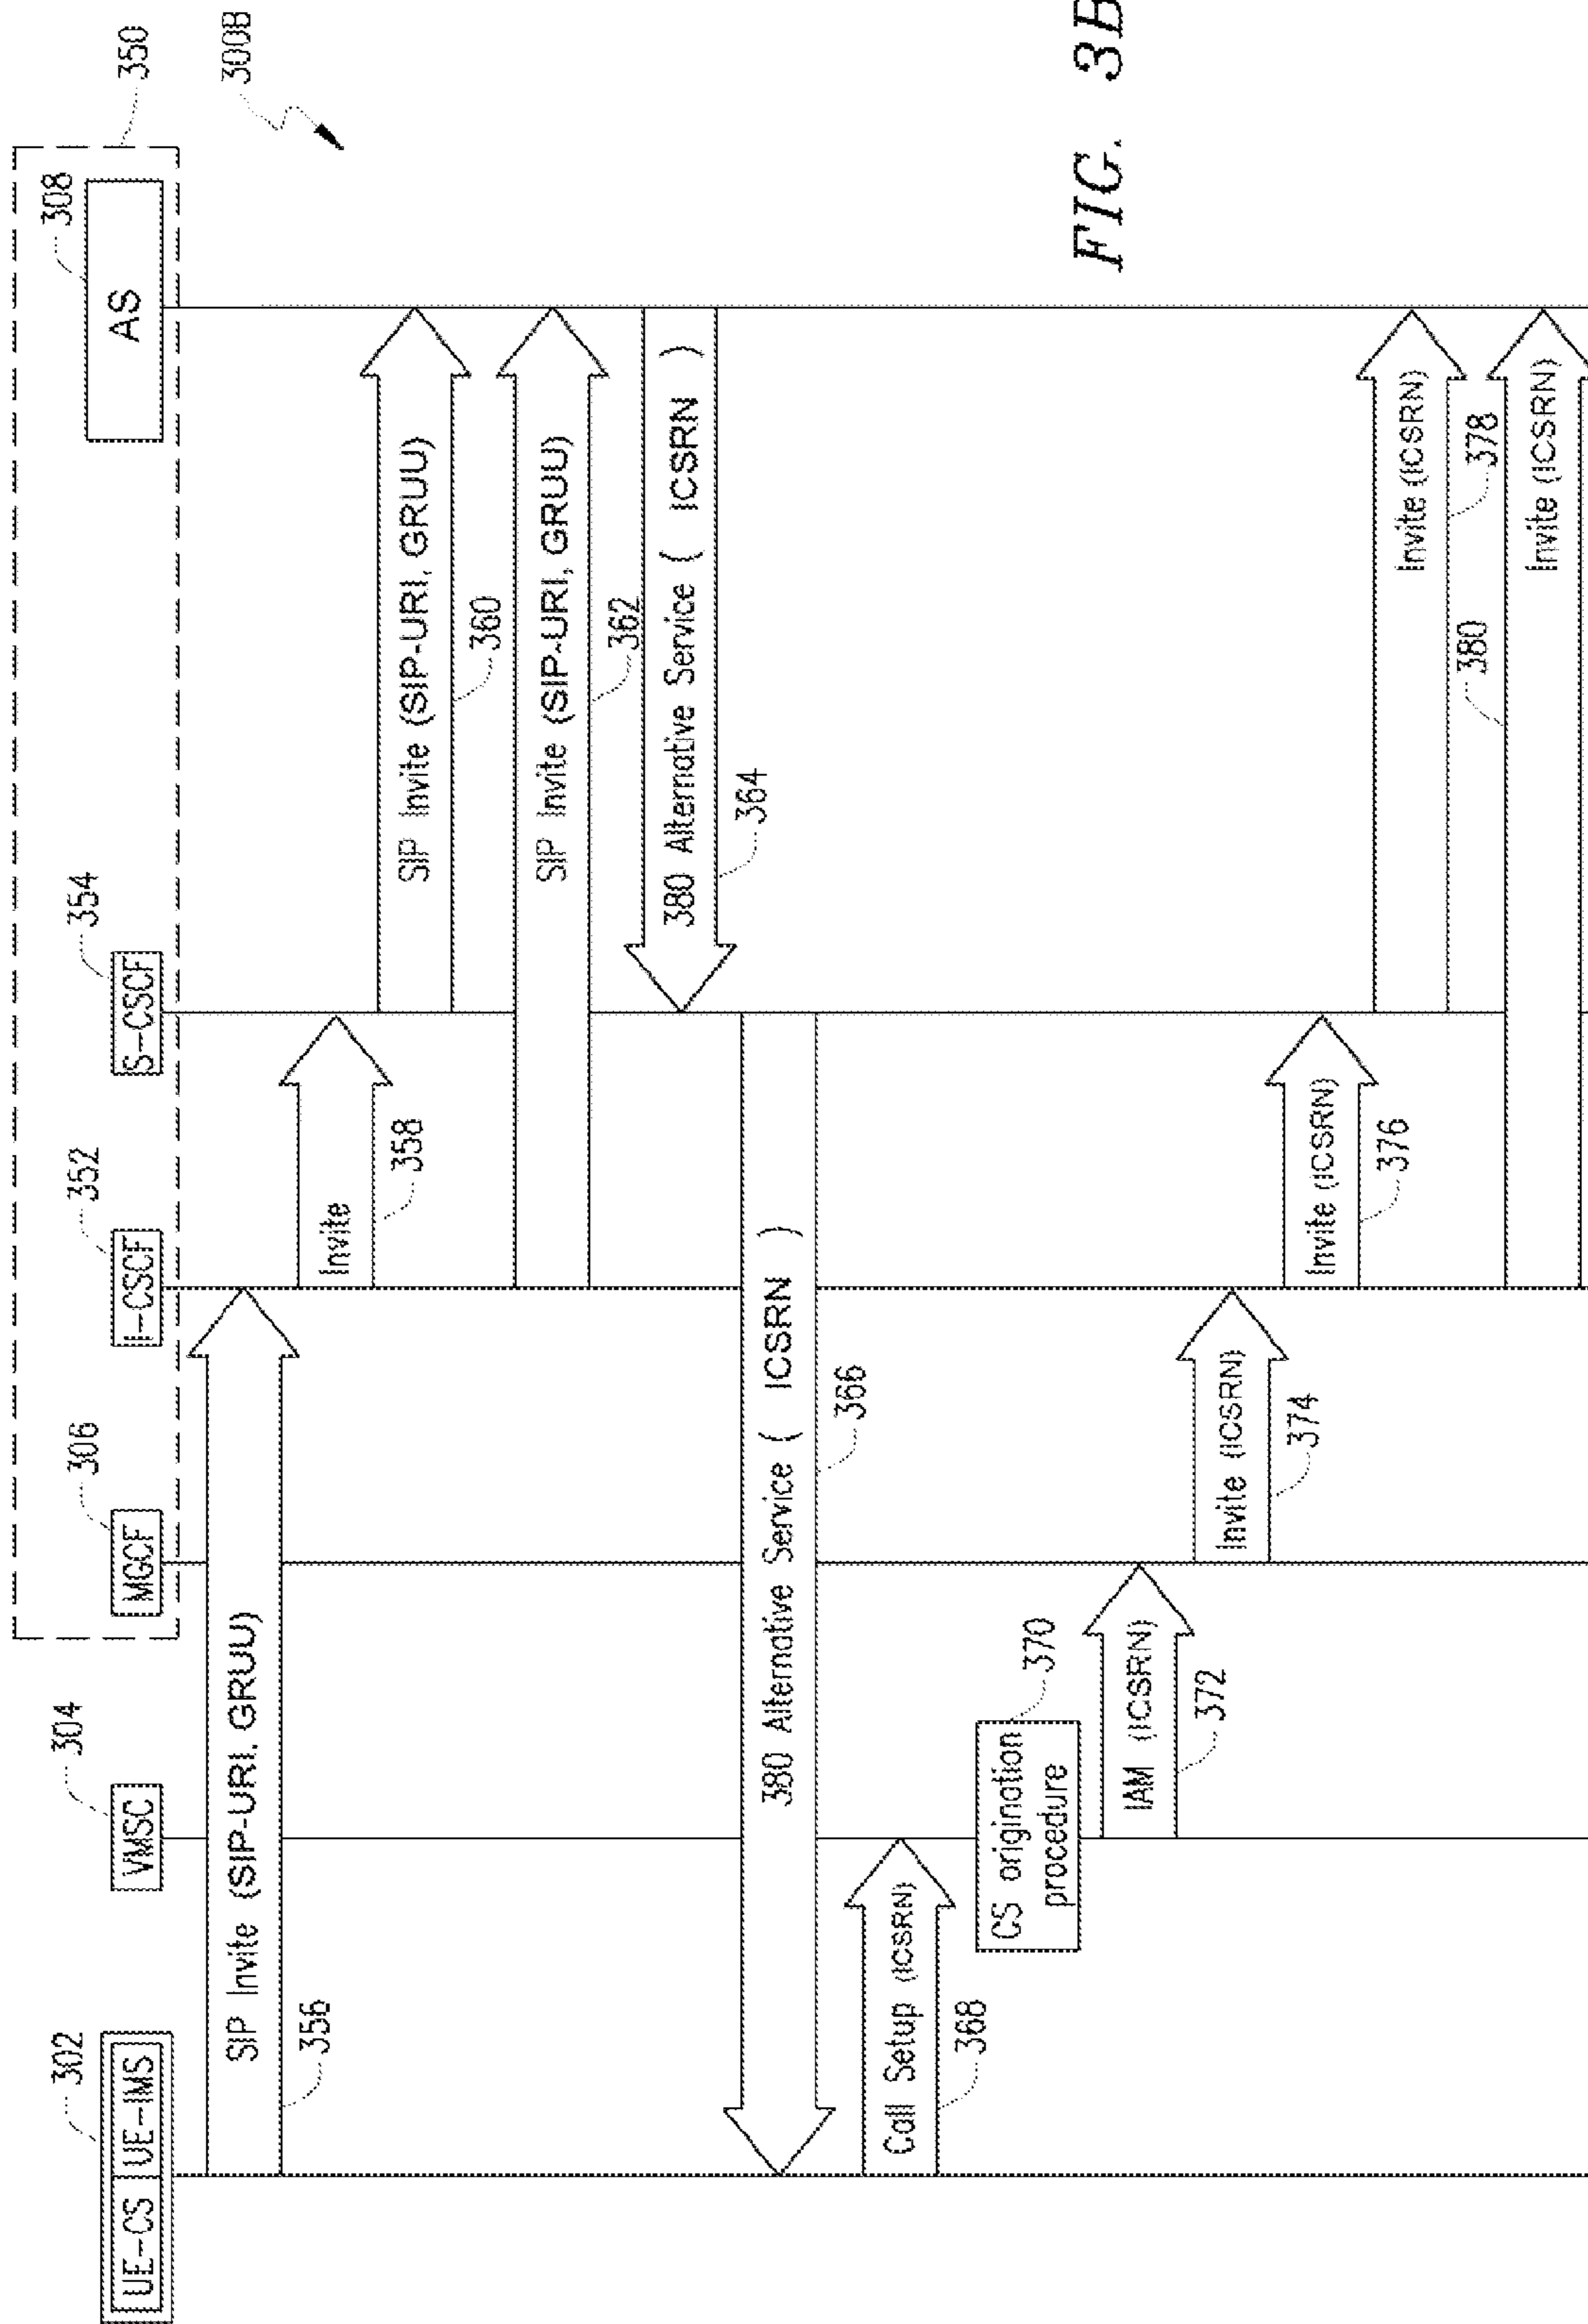 350
300B
302
304
306
352
354
308
UE-CS UE-IMS
VMSC
MGCF
I-CSCF
S-CSCF
AS
SIP Invite (SIP-URI, GRUU)
356
Invite
358
SIP Invite (SIP-URI, GRUU)
360
SIP Invite (SIP-URI, GRUU)
362
380 Alternative Service ( ICSRN )
364
380 Alternative Service ( ICSRN )
366
Call Setup (ICSRN)
368
CS origination
procedure
370
IAM (ICSRN)
372
Invite (ICSRN)
374
Invite (ICSRN)
376
Invite (ICSRN)
378
380
Invite (ICSRN)
FIG. 3B